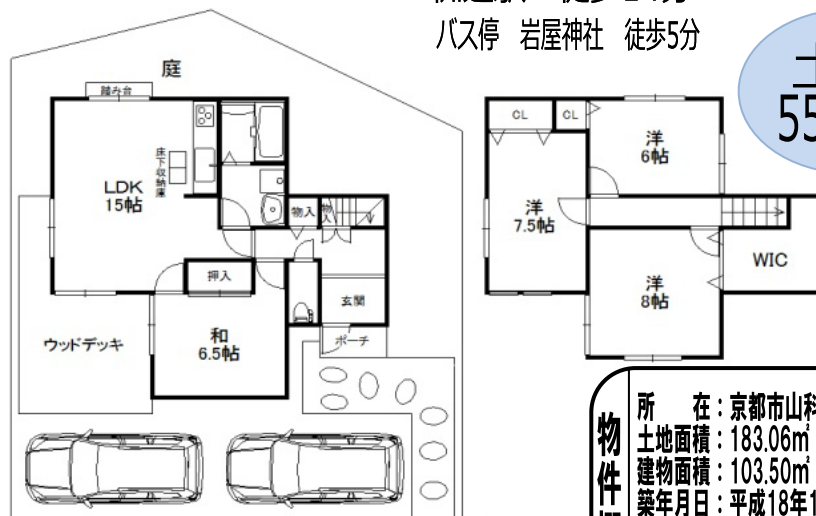 バス停 岩屋神社 徒歩5分
庭
踏み台
床下収納庫
LDK
15帖
物入
物入
押入
玄関
和
6.5帖
ウッドデッキ
ポーチ
CL
CL
洋
6帖
洋
7.5帖
洋
8帖
WIC
55
物件
所 在：京都市山科
土地面積：183.06㎡
建物面積：103.50㎡
築年月日：平成18年1